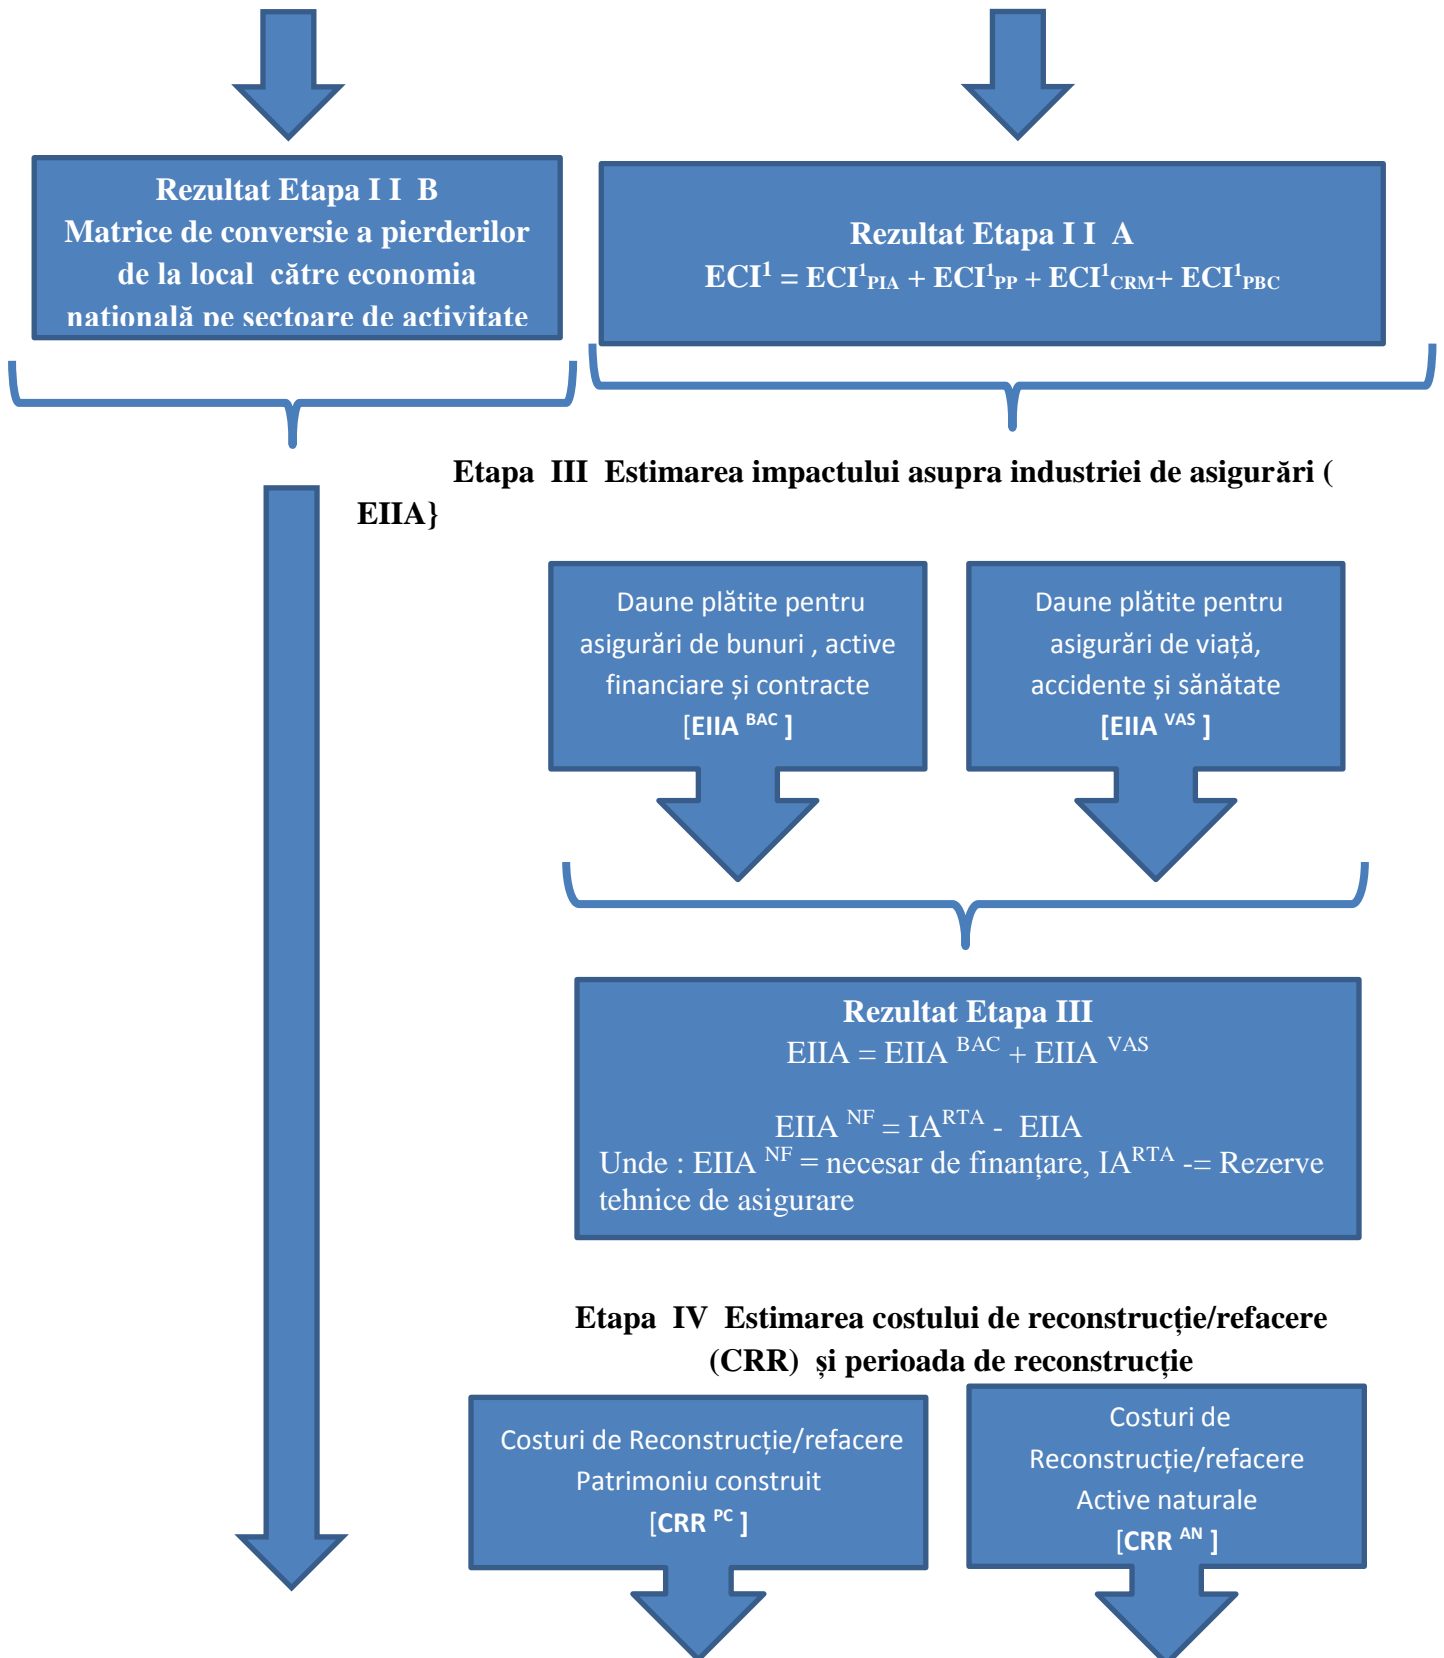 Rezultat Etapa I I B
Matrice de conversie a pierderilor
de la local către economia
națională pe sectoare de activitate
Rezultat Etapa I I A
ECI¹ = ECI¹PIA + ECI¹PP + ECI¹CRM+ ECI¹PBC
Etapa III Estimarea impactului asupra industriei de asigurări (
EIIA}
Daune plătite pentru
asigurări de bunuri , active
financiare și contracte
[EIIA BAC ]
Daune plătite pentru
asigurări de viață,
accidente și sănătate
[EIIA VAS ]
Rezultat Etapa III
EIIA = EIIA BAC + EIIA VAS
EIIA NF = IARTA - EIIA
Unde : EIIA NF = necesar de finanțare, IARTA -= Rezerve
tehnice de asigurare
Etapa IV Estimarea costului de reconstrucție/refacere
(CRR) și perioada de reconstrucție
Costuri de Reconstrucție/refacere
Patrimoniu construit
[CRR PC ]
Costuri de
Reconstrucție/refacere
Active naturale
[CRR AN ]